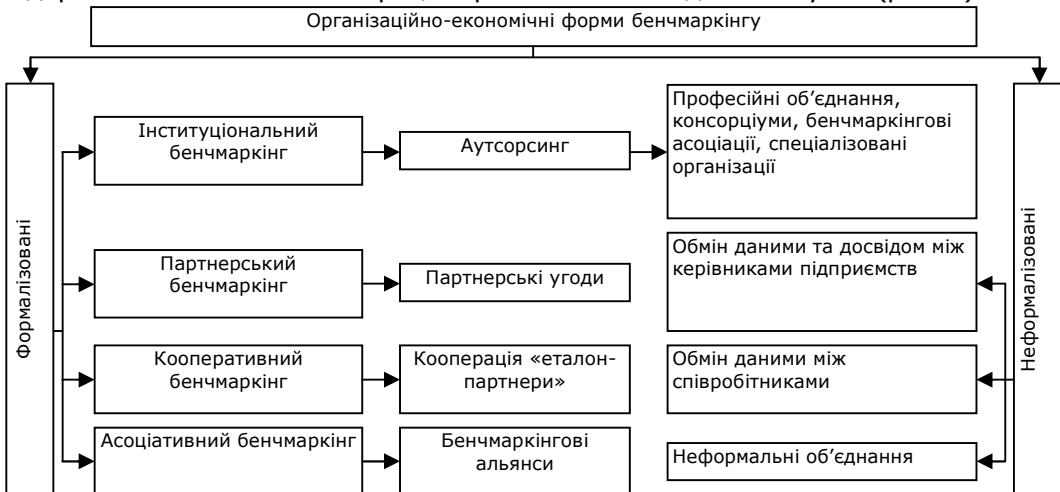 Організаційно-економічні форми бенчмаркінгу
Формалізовані
Інституціональний
бенчмаркінг
Аутсорсинг
Професійні об’єднання,
консорціуми, бенчмаркінгові
асоціації, спеціалізовані
організації
Партнерський
бенчмаркінг
Партнерські угоди
Обмін даними та досвідом між
керівниками підприємств
Кооперативний
бенчмаркінг
Кооперація «еталон-
партнери»
Обмін даними між
співробітниками
Асоціативний бенчмаркінг
Бенчмаркінгові
альянси
Неформальні об’єднання
Неформалізовані